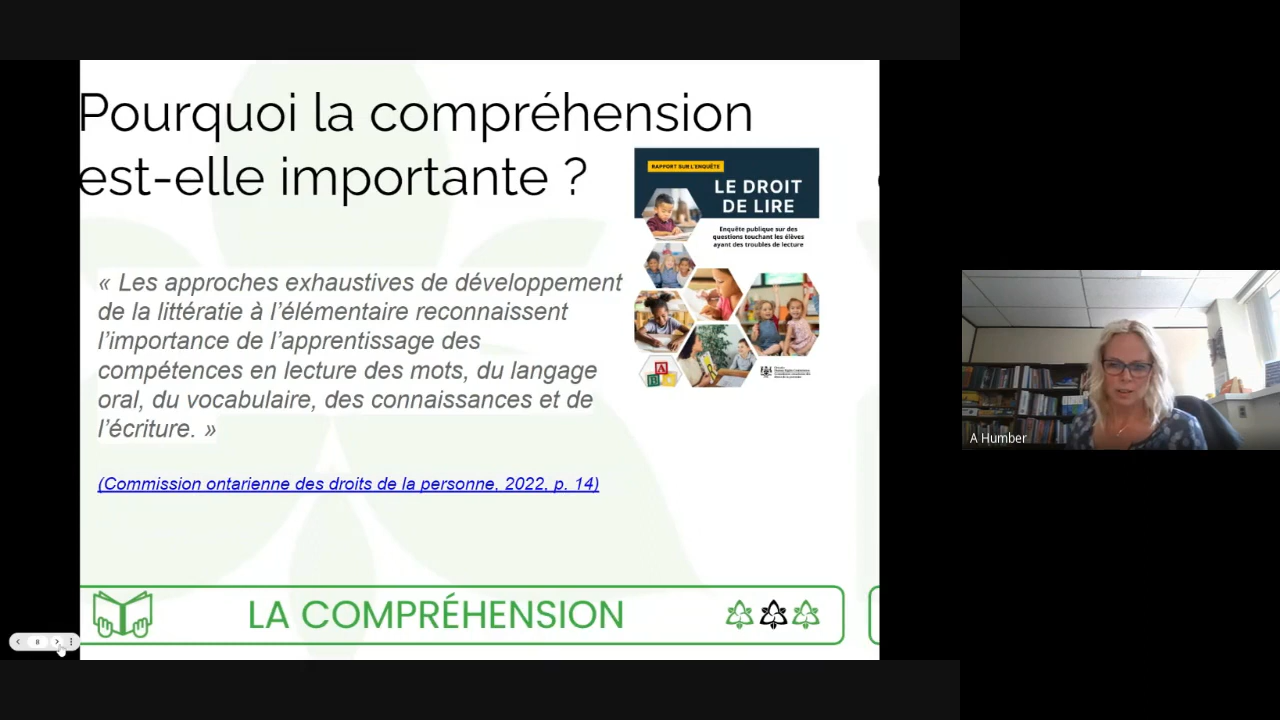 Pourquoi la compréhension
est-elle importante ?
RAPPORT SUR L'ENQUÊTE
LE DROIT
DE LIRE
Enquête publique sur des
questions touchant les élèves
ayant des troubles de lecture
« Les approches exhaustives de développement
de la littératie à l'élémentaire reconnaissent
l'importance de l'apprentissage des
compétences en lecture des mots, du langage
oral, du vocabulaire, des connaissances et de
l'écriture. »
(Commission ontarienne des droits de la personne, 2022, p. 14)
LA COMPRÉHENSION
A Humber